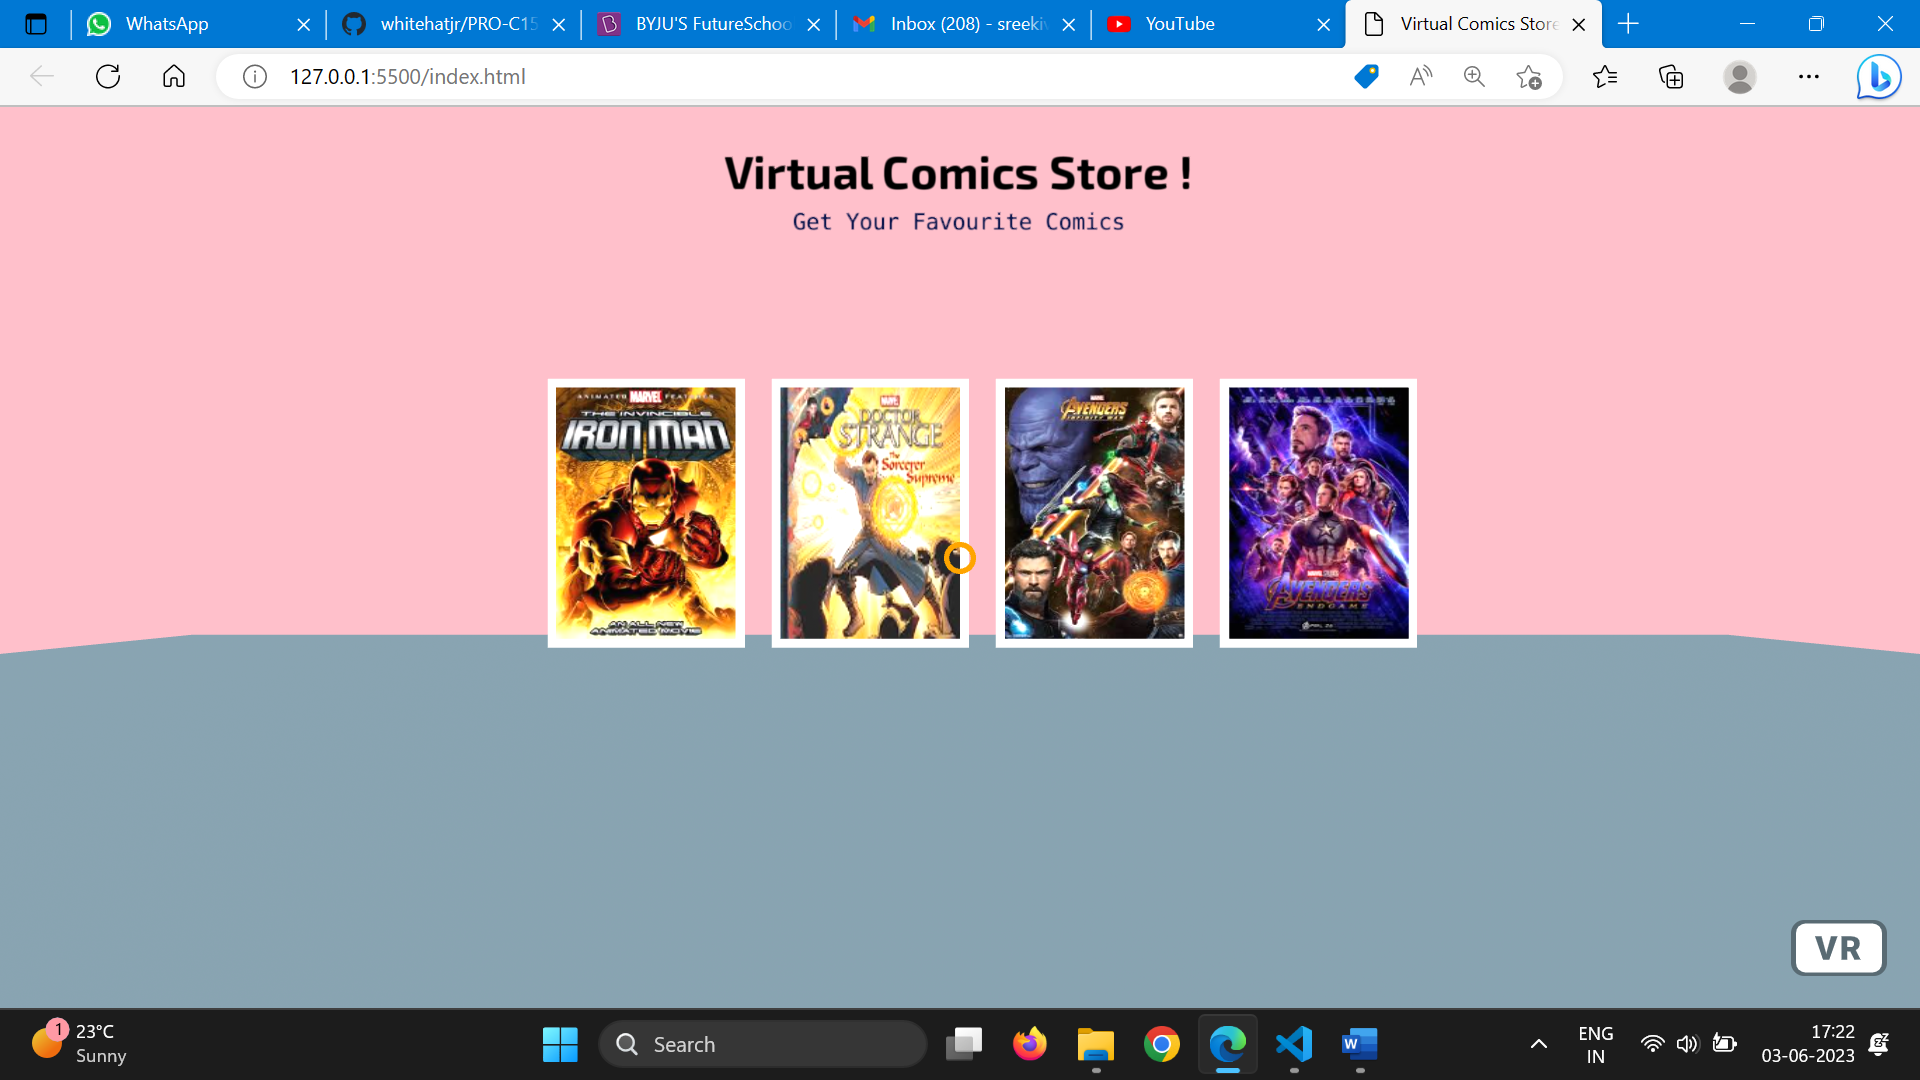 WhatsApp
whitehatjr/PRO-C15
BYJU'S FutureSchoo
Inbox (208) - sreekiv
YouTube
Virtual Comics Store
127.0.0.1:5500/index.html
Virtual Comics Store !
Get Your Favourite Comics
ANIMATED MARVEL FEATURES
THE INVINCIBLE
IRON MAN
AN ALL NEW
ANIMATED MOVIE
MARVEL
DOCTOR
STRANGE
The
Sorcerer
Supreme
MARVEL
AVENGERS
INFINITY WAR
MARVEL STUDIOS
AVENGERS
ENDGAME
APRIL 26
VR
1
23°C
Sunny
Search
W
ENG
IN
17:22
03-06-2023